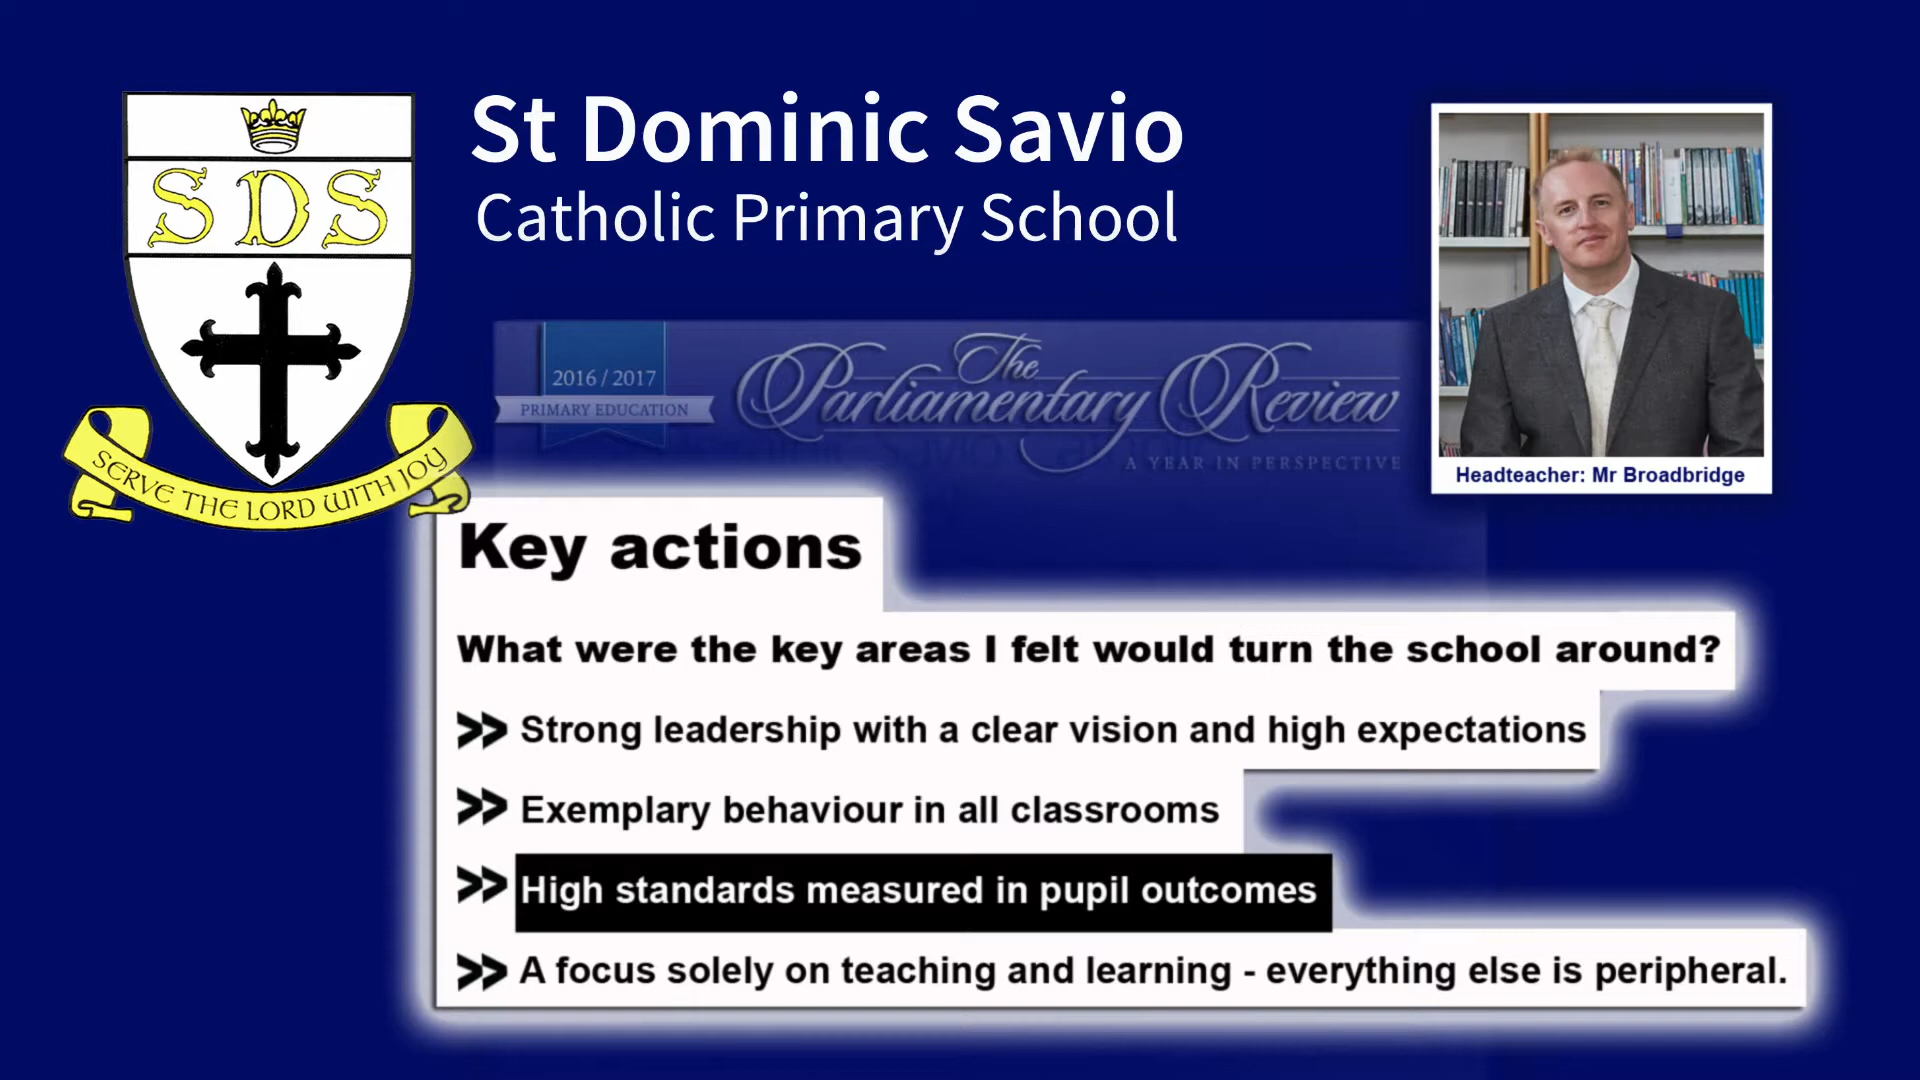 SDS
SERVE THE LORD WITH JOY
St Dominic Savio
Catholic Primary School
2016 / 2017
PRIMARY EDUCATION
The
Parliamentary Review
A YEAR IN PERSPECTIVE
Headteacher: Mr Broadbridge
Key actions
What were the key areas I felt would turn the school around?
>> Strong leadership with a clear vision and high expectations
>> Exemplary behaviour in all classrooms
>> High standards measured in pupil outcomes
>> A focus solely on teaching and learning - everything else is peripheral.